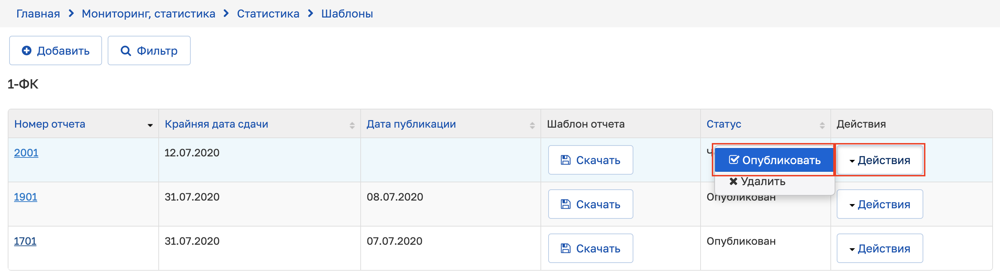 Главная > Мониторинг, статистика > Статистика > Шаблоны
Добавить Фильтр
1-ФК
Номер отчета Крайняя дата сдачи Дата публикации Шаблон отчета Статус Действия
2001 12.07.2020 Скачать Опубликовать Действия
Удалить
1901 31.07.2020 08.07.2020 Скачать Опубликован Действия
1701 31.07.2020 07.07.2020 Скачать Опубликован Действия